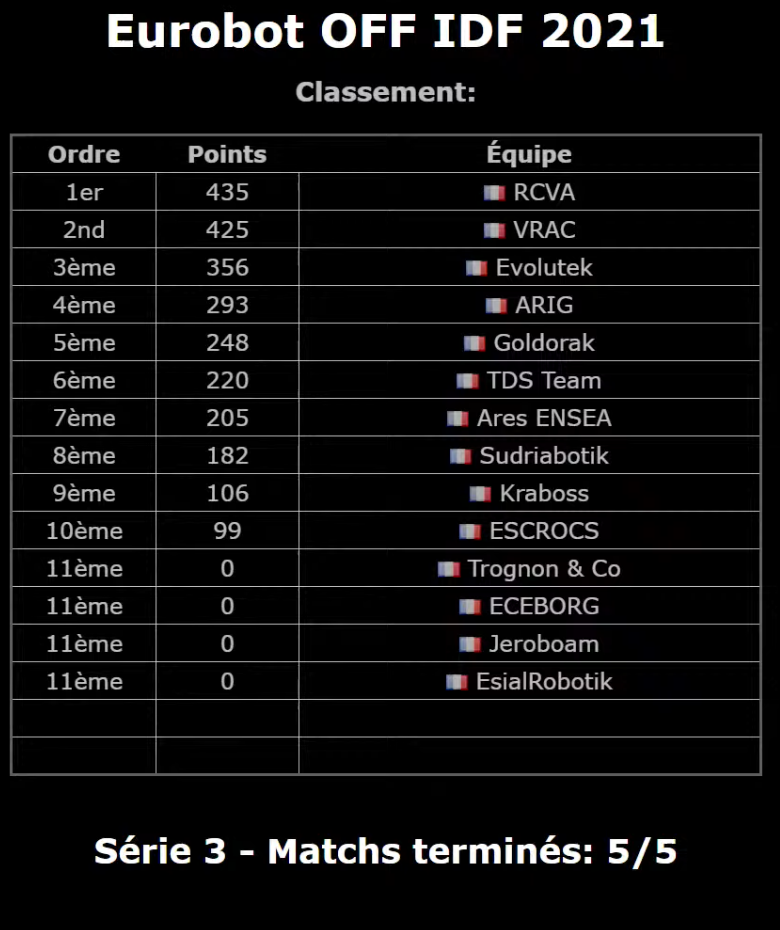 Eurobot OFF IDF 2021
Classement:
Ordre Points Équipe
1er 435 RCVA
2nd 425 VRAC
3ème 356 Evolutek
4ème 293 ARIG
5ème 248 Goldorak
6ème 220 TDS Team
7ème 205 Ares ENSEA
8ème 182 Sudriabotik
9ème 106 Kraboss
10ème 99 ESCROCS
11ème 0 Trognon & Co
11ème 0 ECEBORG
11ème 0 Jeroboam
11ème 0 EsialRobotik
Série 3 - Matchs terminés: 5/5